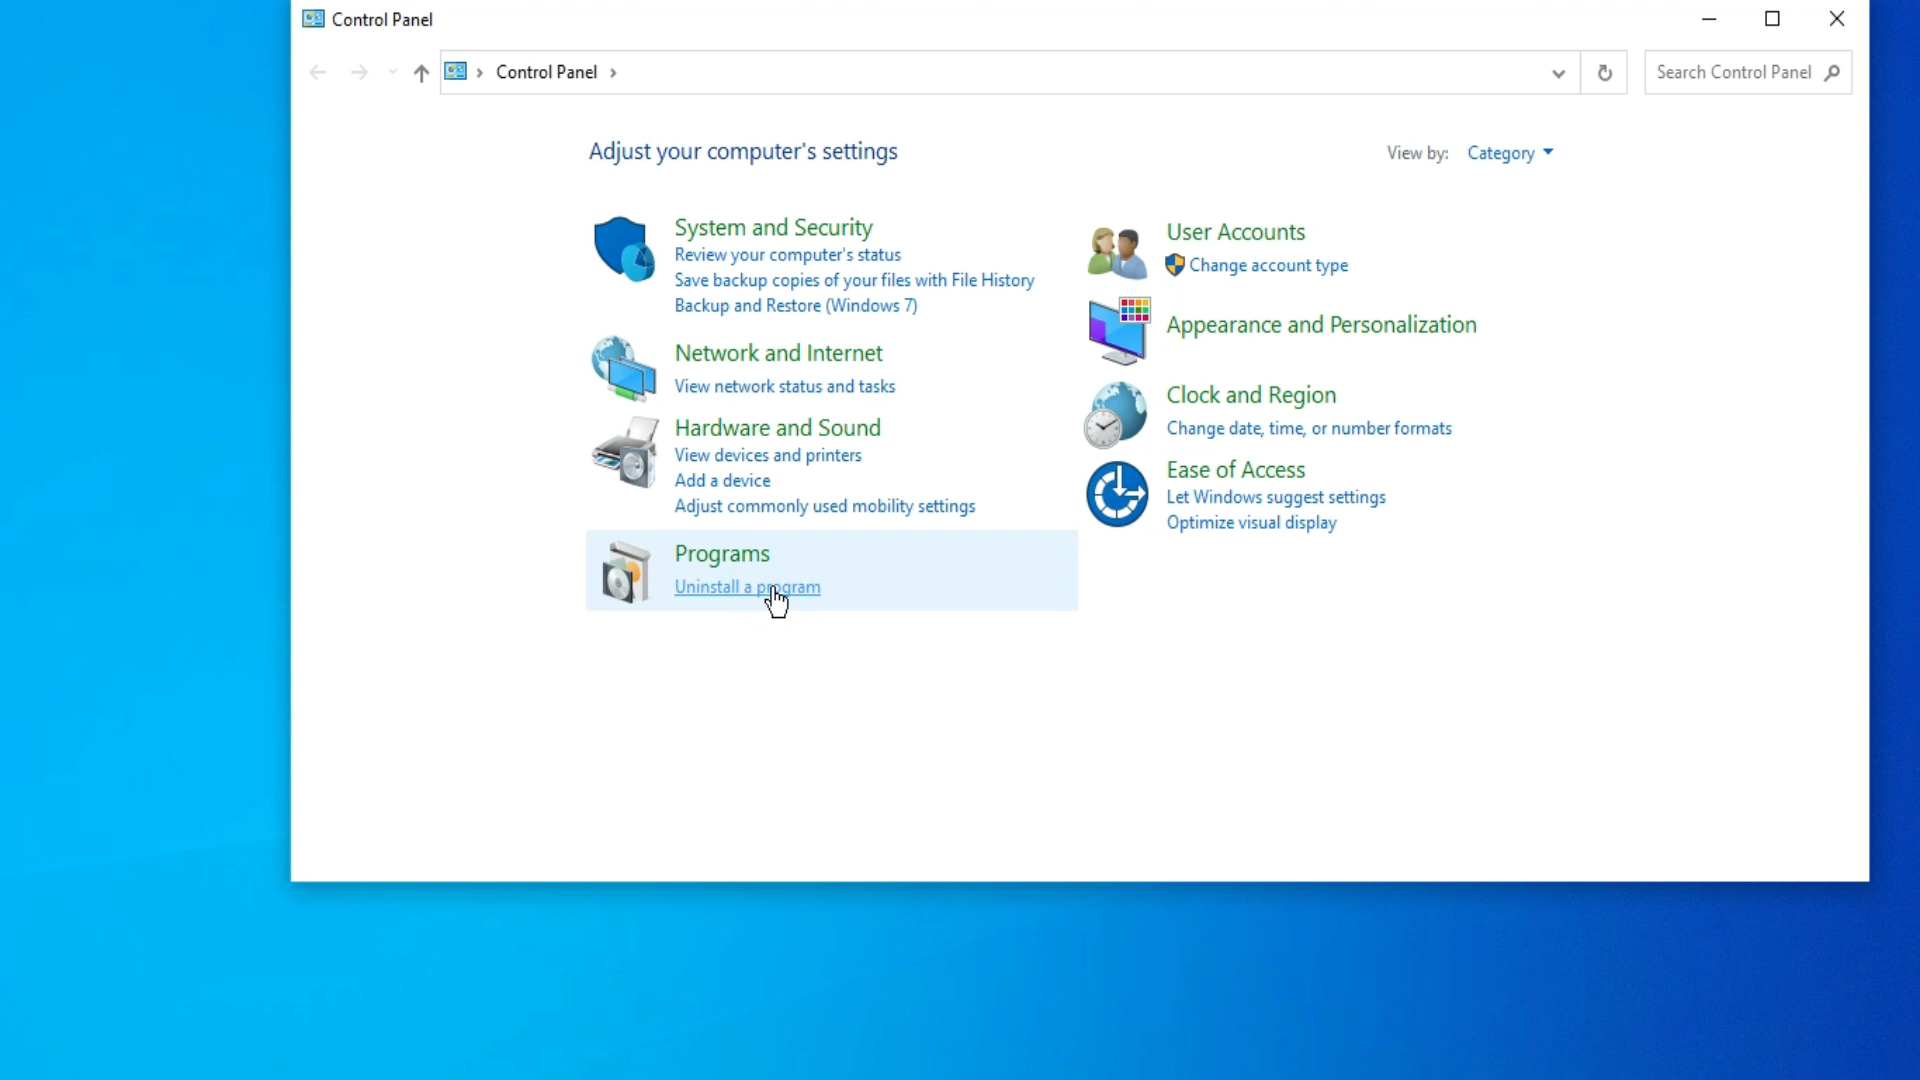 Control Panel
Control Panel
Search Control Panel
Adjust your computer's settings
View by: Category
System and Security
Review your computer's status
Save backup copies of your files with File History
Backup and Restore (Windows 7)
Network and Internet
View network status and tasks
Hardware and Sound
View devices and printers
Add a device
Adjust commonly used mobility settings
Programs
Uninstall a program
User Accounts
Change account type
Appearance and Personalization
Clock and Region
Change date, time, or number formats
Ease of Access
Let Windows suggest settings
Optimize visual display